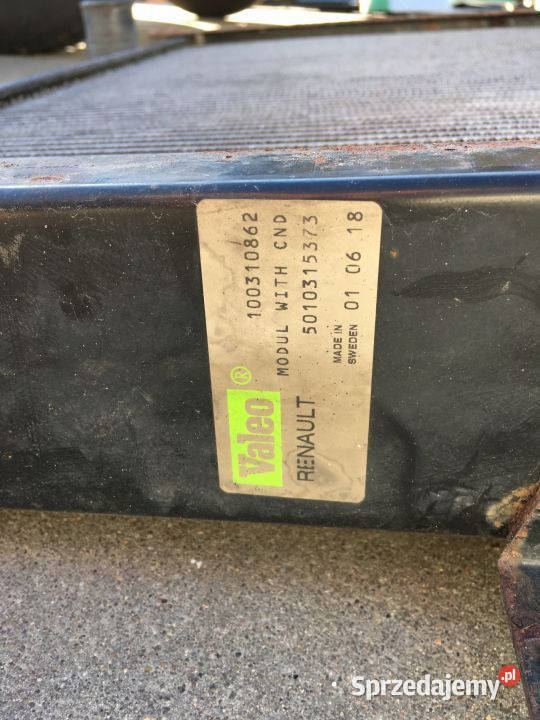 Valeo® 100310862
MODUL WITH CND
RENAULT 5010315373
MADE IN
SWEDEN 01 06 18
Sprzedajemy.pl